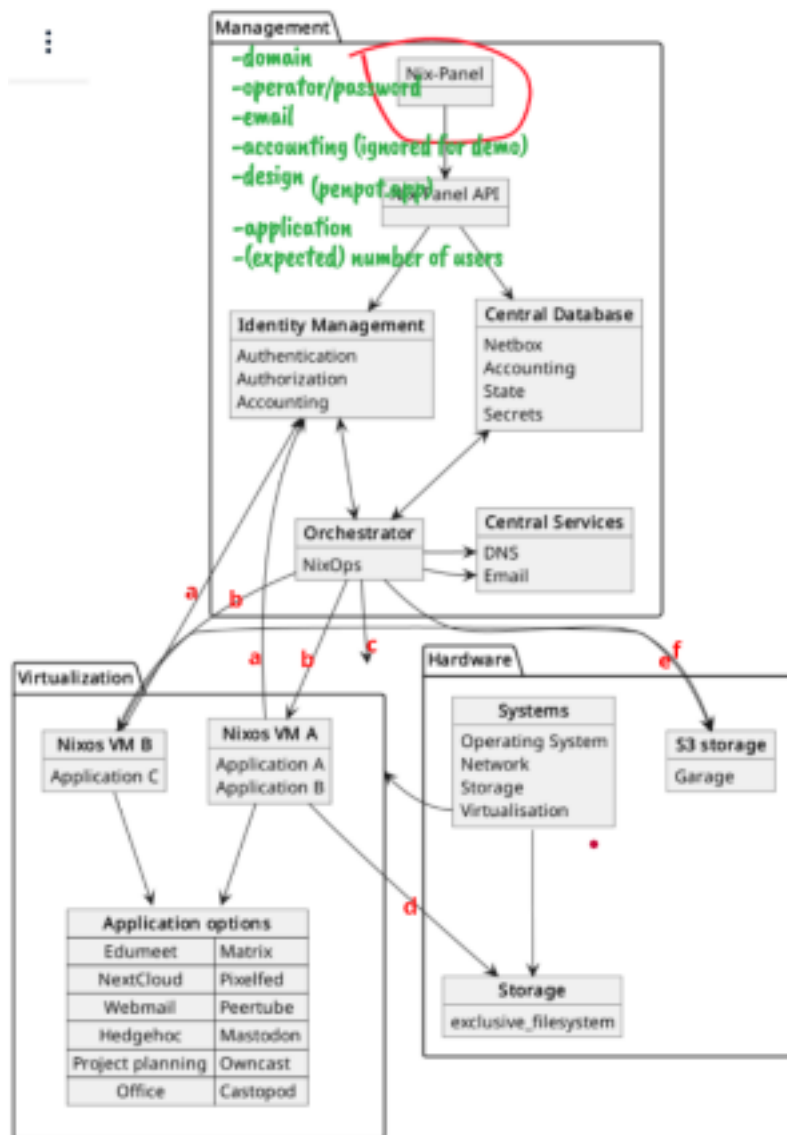 Management
-domain
Nix-Panel
-operator/password
-email
-accounting (ignored for demo)
-design (penpot.app)
Nix-Panel API
-application
-(expected) number of users
Identity Management
Authentication
Authorization
Accounting
Central Database
Netbox
Accounting
State
Secrets
Orchestrator
NixOps
Central Services
DNS
Email
a
b
a
b
c
e
f
Virtualization
Nixos VM B
Application C
Nixos VM A
Application A
Application B
Hardware
Systems
Operating System
Network
Storage
Virtualisation
S3 storage
Garage
d
Application options
Edumeet Matrix
NextCloud Pixelfed
Webmail Peertube
Hedgehoc Mastodon
Project planning Owncast
Office Castopod
Storage
exclusive_filesystem